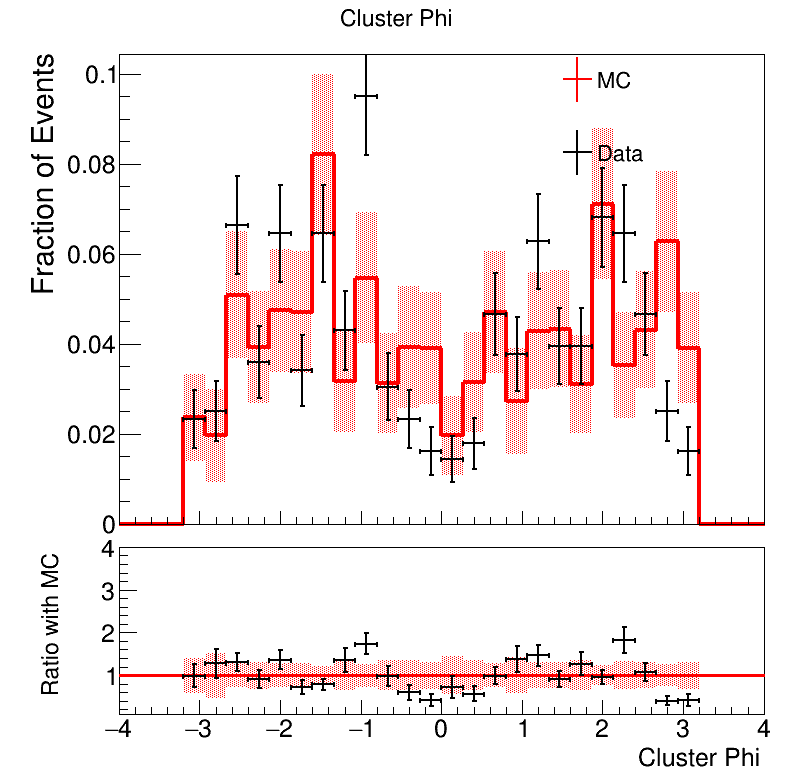 Cluster Phi
Fraction of Events
0.1
0.08
0.06
0.04
0.02
0
MC
Data
Ratio with MC
4
3
2
1
−4 −3 −2 −1 0 1 2 3 4
Cluster Phi